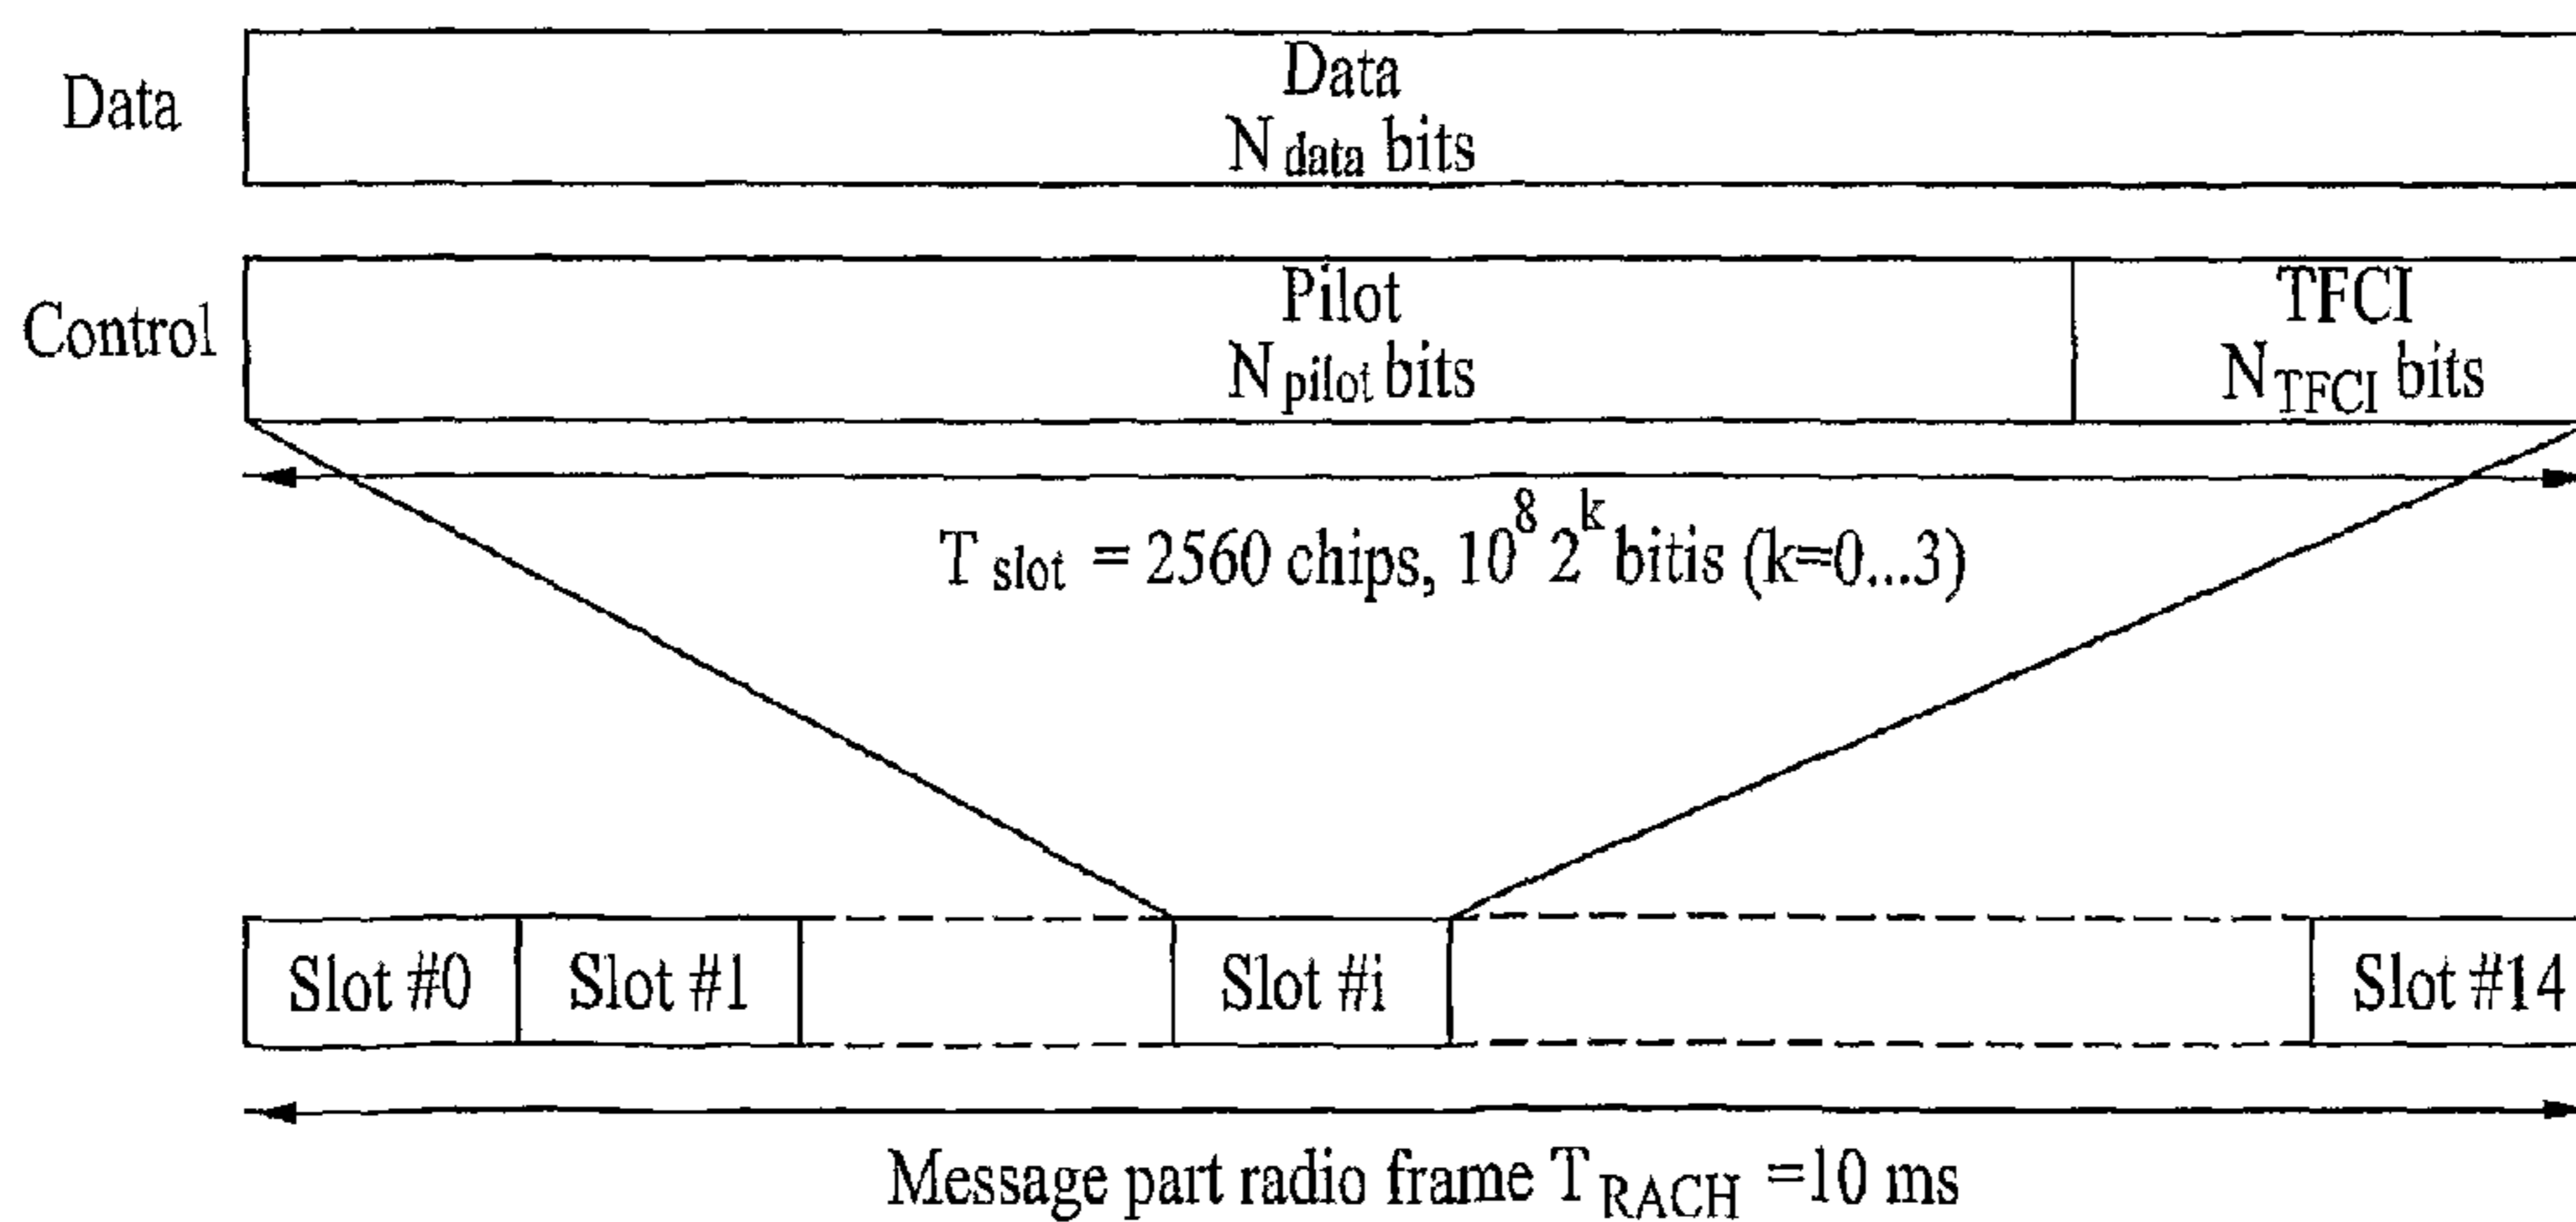 Data
Data
N data bits
Control
Pilot
N pilot bits
TFCI
N TFCI bits
T slot = 2560 chips, 10^8 2^k bitis (k=0...3)
Slot #0
Slot #1
Slot #i
Slot #14
Message part radio frame T RACH =10 ms